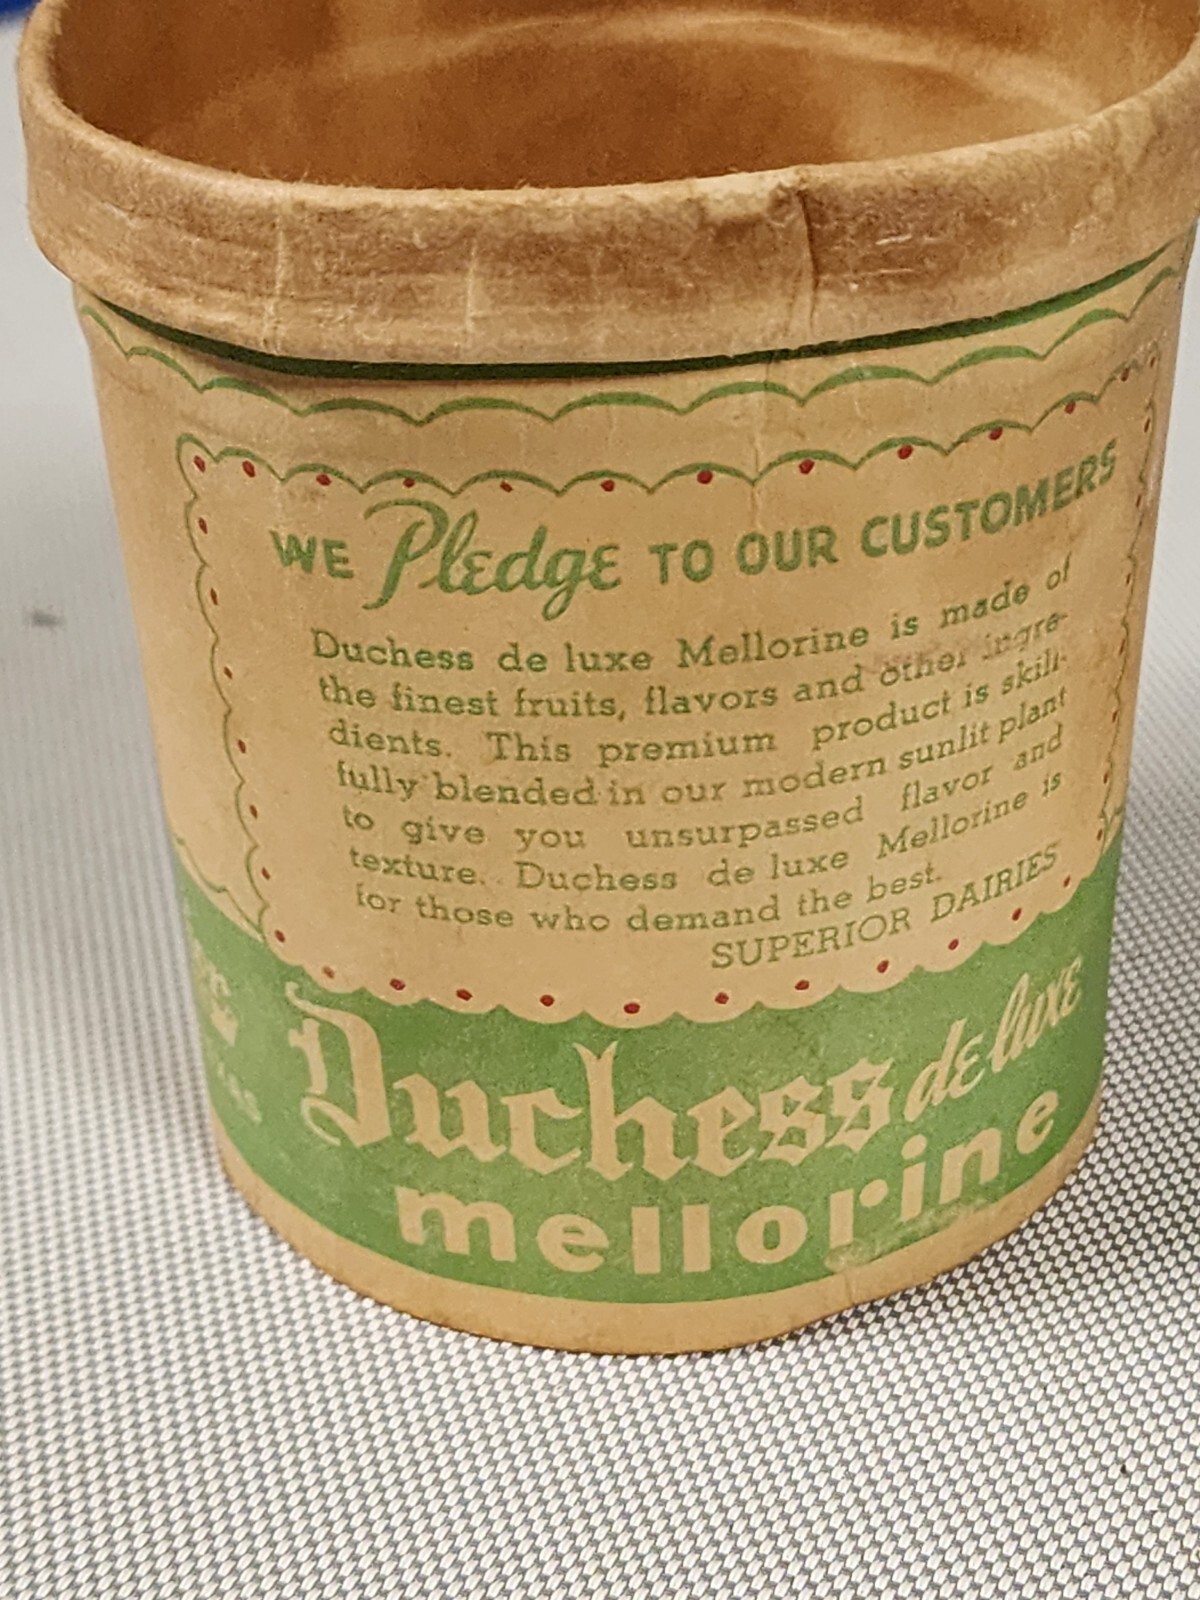 WE Pledge TO OUR CUSTOMERS
Duchess de luxe Mellorine is made of
the finest fruits, flavors and other ingre-
dients. This premium product is skill-
fully blended in our modern sunlit plant
to give you unsurpassed flavor and
texture. Duchess de luxe Mellorine is
for those who demand the best.
SUPERIOR DAIRIES
Duchess de luxe
mellorine